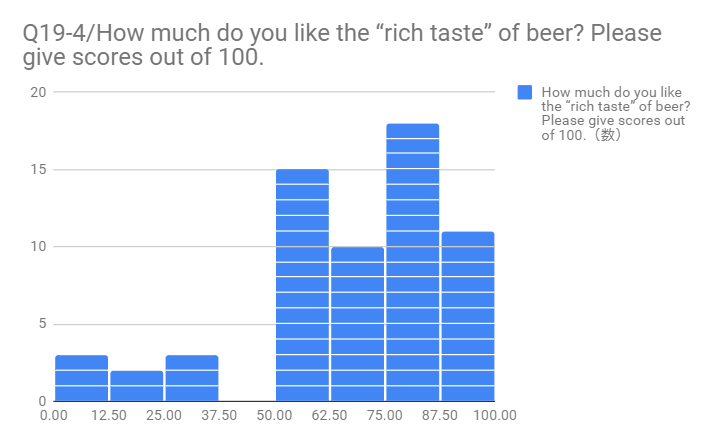 Q19-4/How much do you like the “rich taste” of beer? Please
give scores out of 100.
20
How much do you like
the “rich taste” of beer?
Please give scores out
of 100.（数）
15
10
5
0
0.00 12.50 25.00 37.50 50.00 62.50 75.00 87.50 100.00